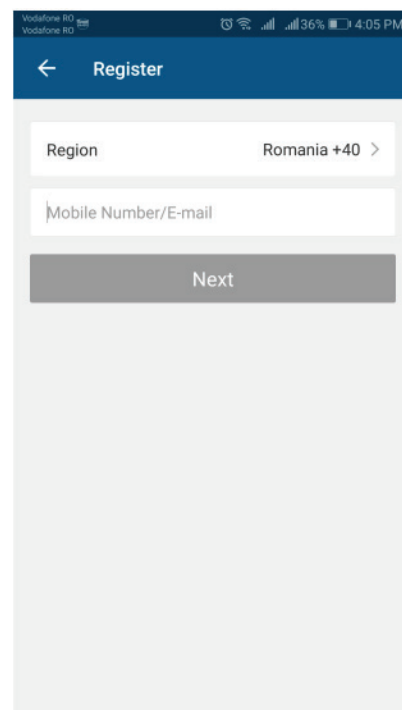 Vodafone RO
Vodafone RO
36% 4:05 PM
Register
Region Romania +40
Mobile Number/E-mail
Next